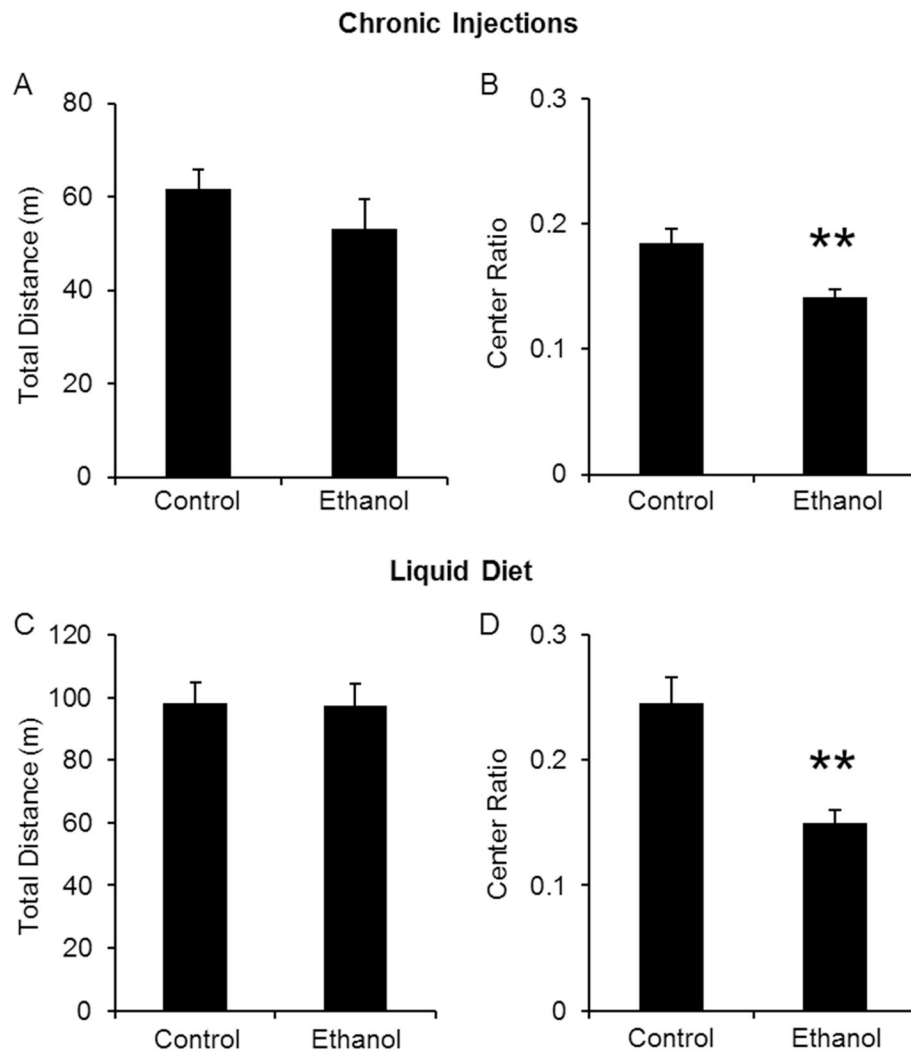 Chronic Injections
A
Total Distance (m)
80
60
40
20
0
Control Ethanol
B
Center Ratio
0.3
0.2
0.1
0
**
Control Ethanol
Liquid Diet
C
Total Distance (m)
120
100
80
60
40
20
0
Control Ethanol
D
Center Ratio
0.3
0.2
0.1
0
**
Control Ethanol